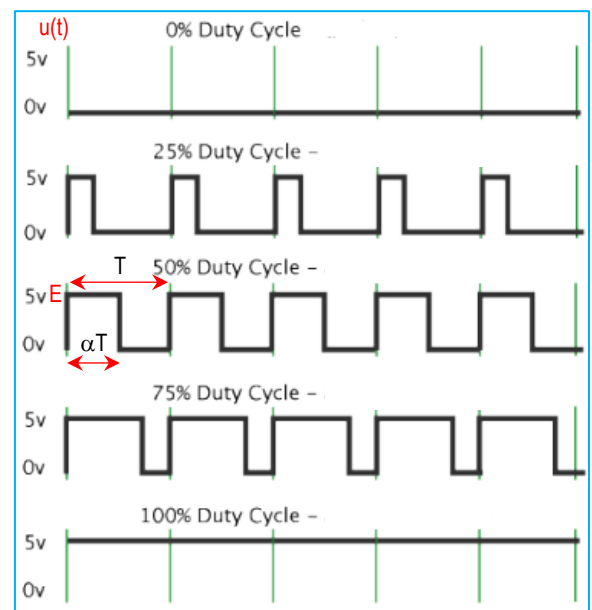 u(t)
0% Duty Cycle
5v
0v
25% Duty Cycle –
5v
0v
T 50% Duty Cycle –
5v E
0v
αT
75% Duty Cycle –
5v
0v
100% Duty Cycle –
5v
0v